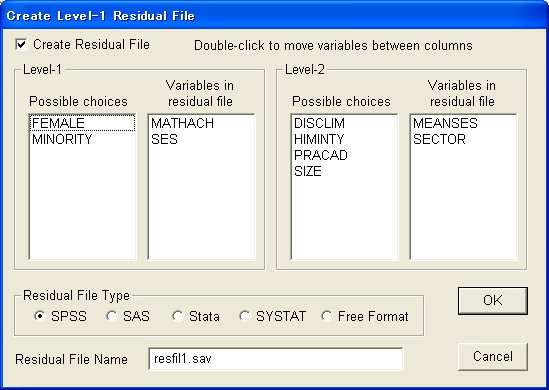 Create Level-1 Residual File
Create Residual File
Double-click to move variables between columns
Level-1
Possible choices
Variables in
residual file
FEMALE
MINORITY
MATHACH
SES
Level-2
Possible choices
Variables in
residual file
DISCLIM
HIMINTY
PRACAD
SIZE
MEANSES
SECTOR
Residual File Type
SPSS
SAS
Stata
SYSTAT
Free Format
OK
Residual File Name
resfil1.sav
Cancel